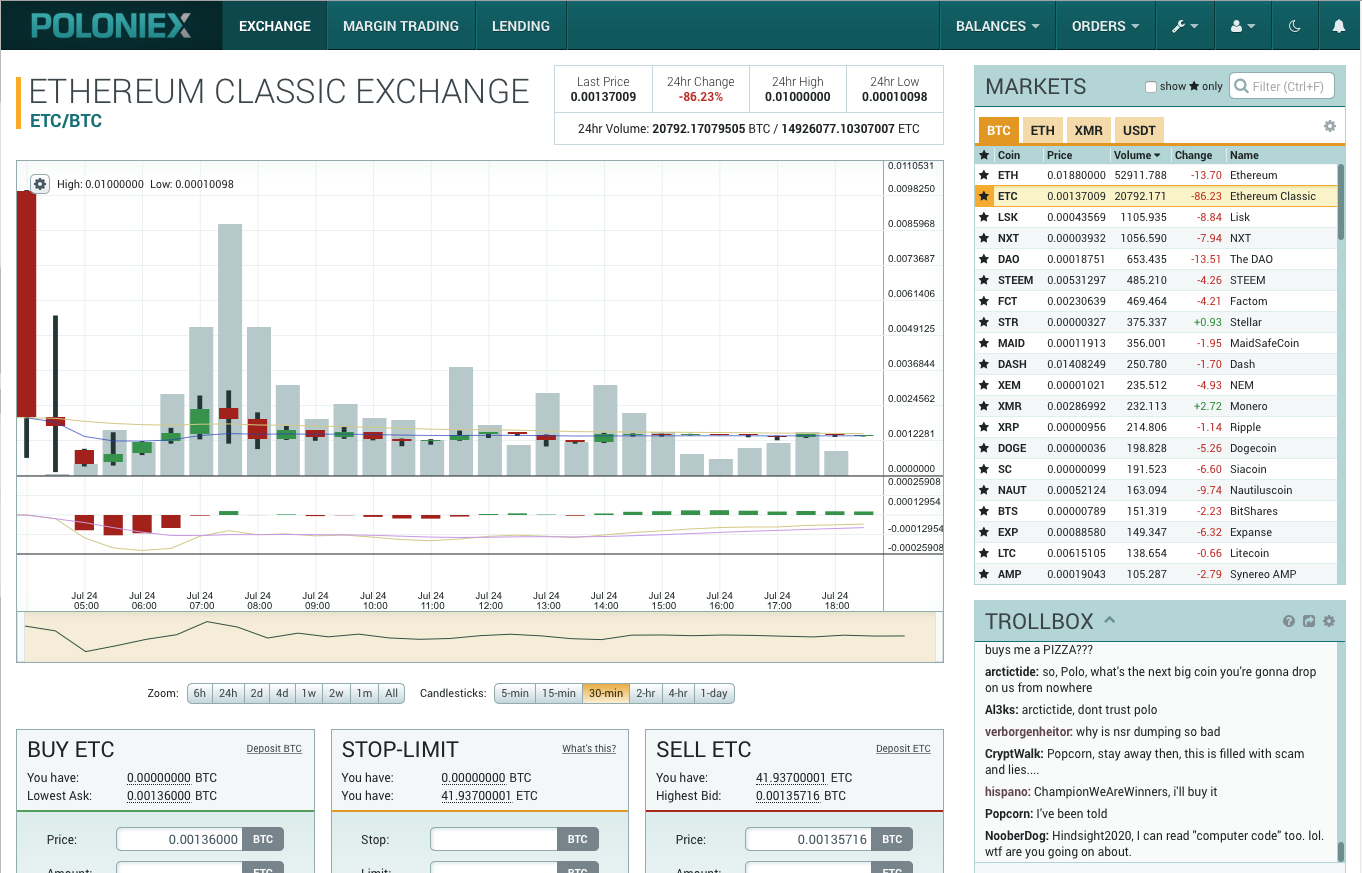 POLONIEX EXCHANGE MARGIN TRADING LENDING BALANCES ORDERS
ETHEREUM CLASSIC EXCHANGE
ETC/BTC
Last Price 24hr Change 24hr High 24hr Low
0.00137009 -86.23% 0.01000000 0.00010098
24hr Volume: 20792.17079505 BTC / 14926077.10307007 ETC
High: 0.01000000 Low: 0.00010098
0.0110531
0.0098250
0.0085968
0.0073687
0.0061406
0.0049125
0.0036844
0.0024562
0.0012281
0.0000000
0.00025908
0.00012954
-0.00012954
-0.00025908
Jul 24 Jul 24 Jul 24 Jul 24 Jul 24 Jul 24 Jul 24 Jul 24 Jul 24 Jul 24 Jul 24 Jul 24 Jul 24 Jul 24
05:00 06:00 07:00 08:00 09:00 10:00 11:00 12:00 13:00 14:00 15:00 16:00 17:00 18:00
Zoom: 6h 24h 2d 4d 1w 2w 1m All Candlesticks: 5-min 15-min 30-min 2-hr 4-hr 1-day
BUY ETC Deposit BTC
You have: 0.00000000 BTC
Lowest Ask: 0.00136000 BTC
Price: 0.00136000 BTC
Amount: ETC
STOP-LIMIT What's this?
You have: 0.00000000 BTC
You have: 41.93700001 ETC
Stop: BTC
Limit: BTC
SELL ETC Deposit ETC
You have: 41.93700001 ETC
Highest Bid: 0.00135716 BTC
Price: 0.00135716 BTC
Amount: ETC
MARKETS show ★ only Filter (Ctrl+F)
BTC ETH XMR USDT
★ Coin Price Volume Change Name
★ ETH 0.01880000 52911.788 -13.70 Ethereum
★ ETC 0.00137009 20792.171 -86.23 Ethereum Classic
★ LSK 0.00043569 1105.935 -8.84 Lisk
★ NXT 0.00003932 1056.590 -7.94 NXT
★ DAO 0.00018751 653.435 -13.51 The DAO
★ STEEM 0.00531297 485.210 -4.26 STEEM
★ FCT 0.00230639 469.464 -4.21 Factom
★ STR 0.00000327 375.337 +0.93 Stellar
★ MAID 0.00011913 356.001 -1.95 MaidSafeCoin
★ DASH 0.01408249 250.780 -1.70 Dash
★ XEM 0.00001021 235.512 -4.93 NEM
★ XMR 0.00286992 232.113 +2.72 Monero
★ XRP 0.00000956 214.806 -1.14 Ripple
★ DOGE 0.00000036 198.828 -5.26 Dogecoin
★ SC 0.00000099 191.523 -6.60 Siacoin
★ NAUT 0.00052124 163.094 -9.74 Nautiluscoin
★ BTS 0.00000789 151.319 -2.23 BitShares
★ EXP 0.00088580 149.347 -6.32 Expanse
★ LTC 0.00615105 138.654 -0.66 Litecoin
★ AMP 0.00019043 105.287 -2.79 Synereo AMP
TROLLBOX
buys me a PIZZA???
arctictide: so, Polo, what's the next big coin you're gonna drop
on us from nowhere
Al3ks: arctictide, dont trust polo
verborgenheitor: why is nsr dumping so bad
CryptWalk: Popcorn, stay away then, this is filled with scam
and lies....
hispano: ChampionWeAreWinners, i'll buy it
Popcorn: I've been told
NooberDog: Hindsight2020, I can read "computer code" too. lol.
wtf are you going on about.